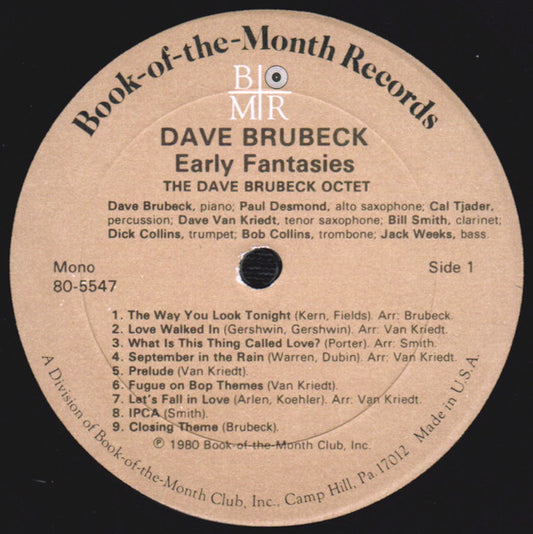 Book-of-the-Month Records
B
M R
DAVE BRUBECK
Early Fantasies
THE DAVE BRUBECK OCTET
Dave Brubeck, piano; Paul Desmond, alto saxophone; Cal Tjader,
percussion; Dave Van Kriedt, tenor saxophone; Bill Smith, clarinet;
Dick Collins, trumpet; Bob Collins, trombone; Jack Weeks, bass.
Mono
80-5547
Side 1
1. The Way You Look Tonight (Kern, Fields). Arr: Brubeck.
2. Love Walked In (Gershwin, Gershwin). Arr: Van Kriedt.
3. What Is This Thing Called Love? (Porter). Arr: Smith.
4. September in the Rain (Warren, Dubin). Arr: Van Kriedt.
5. Prelude (Van Kriedt).
6. Fugue on Bop Themes (Van Kriedt).
7. Let's Fall in Love (Arlen, Koehler). Arr: Van Kriedt.
8. IPCA (Smith).
9. Closing Theme (Brubeck).
℗ 1980 Book-of-the-Month Club, Inc.
A Division of Book-of-the-Month Club, Inc., Camp Hill, Pa. 17012
Made in U.S.A.